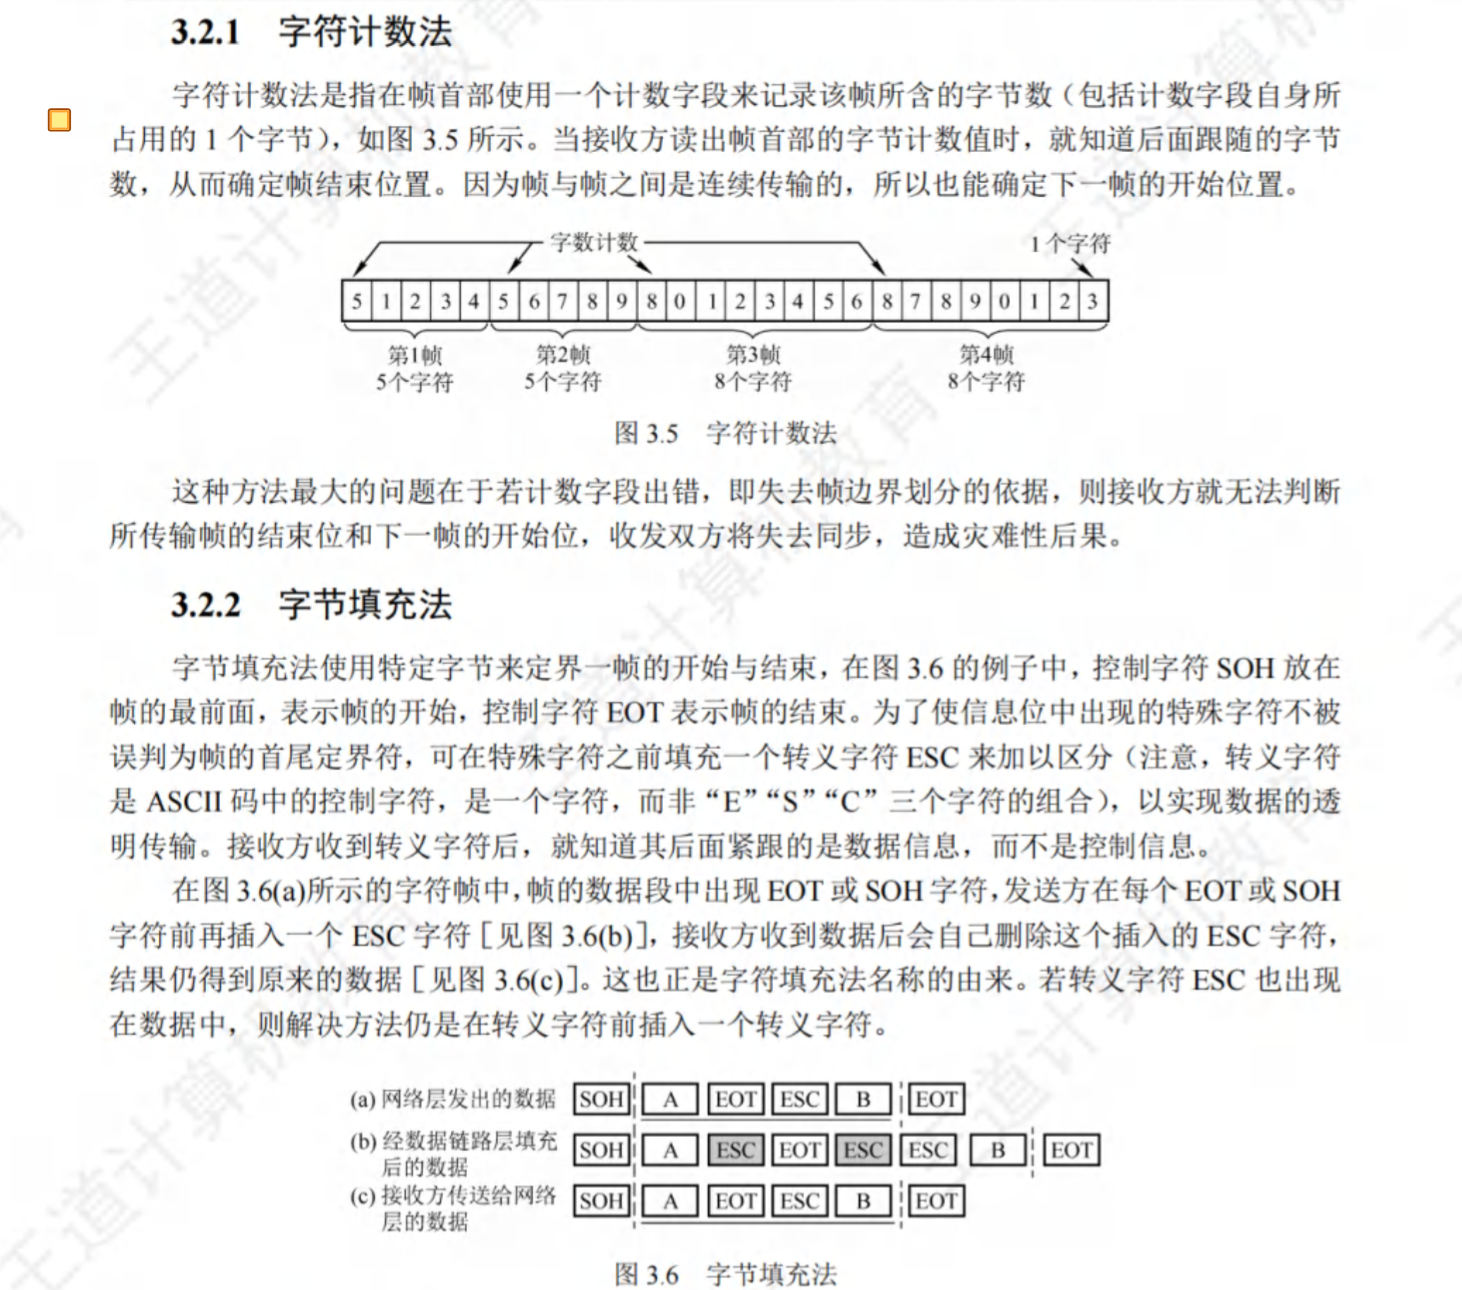 3.2.1 字符计数法
字符计数法是指在帧首部使用一个计数字段来记录该帧所含的字节数（包括计数字段自身所
占用的 1 个字节），如图 3.5 所示。当接收方读出帧首部的字节计数值时，就知道后面跟随的字节
数，从而确定帧结束位置。因为帧与帧之间是连续传输的，所以也能确定下一帧的开始位置。
字数计数 1个字符
5 1 2 3 4 5 6 7 8 9 8 0 1 2 3 4 5 6 8 7 8 9 0 1 2 3
第1帧 第2帧 第3帧 第4帧
5个字符 5个字符 8个字符 8个字符
图 3.5 字符计数法
这种方法最大的问题在于若计数字段出错，即失去帧边界划分的依据，则接收方就无法判断
所传输帧的结束位和下一帧的开始位，收发双方将失去同步，造成灾难性后果。
3.2.2 字节填充法
字节填充法使用特定字节来定界一帧的开始与结束，在图 3.6 的例子中，控制字符 SOH 放在
帧的最前面，表示帧的开始，控制字符 EOT 表示帧的结束。为了使信息位中出现的特殊字符不被
误判为帧的首尾定界符，可在特殊字符之前填充一个转义字符 ESC 来加以区分（注意，转义字符
是 ASCII 码中的控制字符，是一个字符，而非“E”“S”“C”三个字符的组合），以实现数据的透
明传输。接收方收到转义字符后，就知道其后面紧跟的是数据信息，而不是控制信息。
在图 3.6(a)所示的字符帧中，帧的数据段中出现 EOT 或 SOH 字符，发送方在每个 EOT 或 SOH
字符前再插入一个 ESC 字符［见图 3.6(b)］，接收方收到数据后会自己删除这个插入的 ESC 字符，
结果仍得到原来的数据［见图 3.6(c)］。这也正是字符填充法名称的由来。若转义字符 ESC 也出现
在数据中，则解决方法仍是在转义字符前插入一个转义字符。
(a) 网络层发出的数据 SOH A EOT ESC B EOT
(b) 经数据链路层填充
后的数据 SOH A ESC EOT ESC ESC B EOT
(c) 接收方传送给网络
层的数据 SOH A EOT ESC B EOT
图 3.6 字节填充法
王道计算机教育